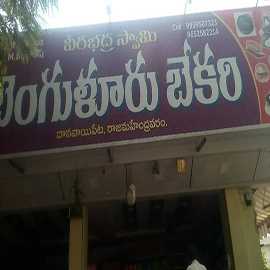 వీరభద్ర స్వామి
బెంగుళూరు బేకరి
దానవాయిపేట, రాజమహేంద్రవరం.